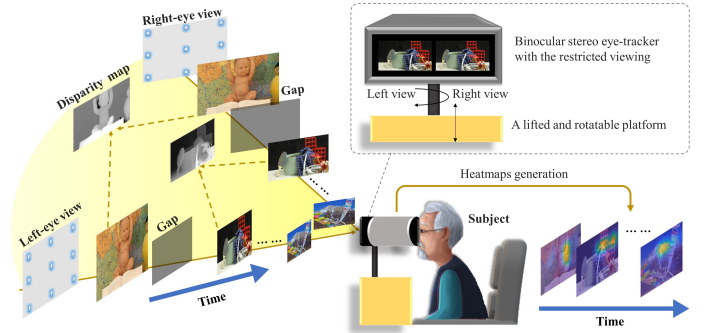 Right-eye view
Disparity map
Gap
Left-eye view
Gap
Time
Binocular stereo eye-tracker
with the restricted viewing
Left view
Right view
A lifted and rotatable platform
Heatmaps generation
Subject
Time